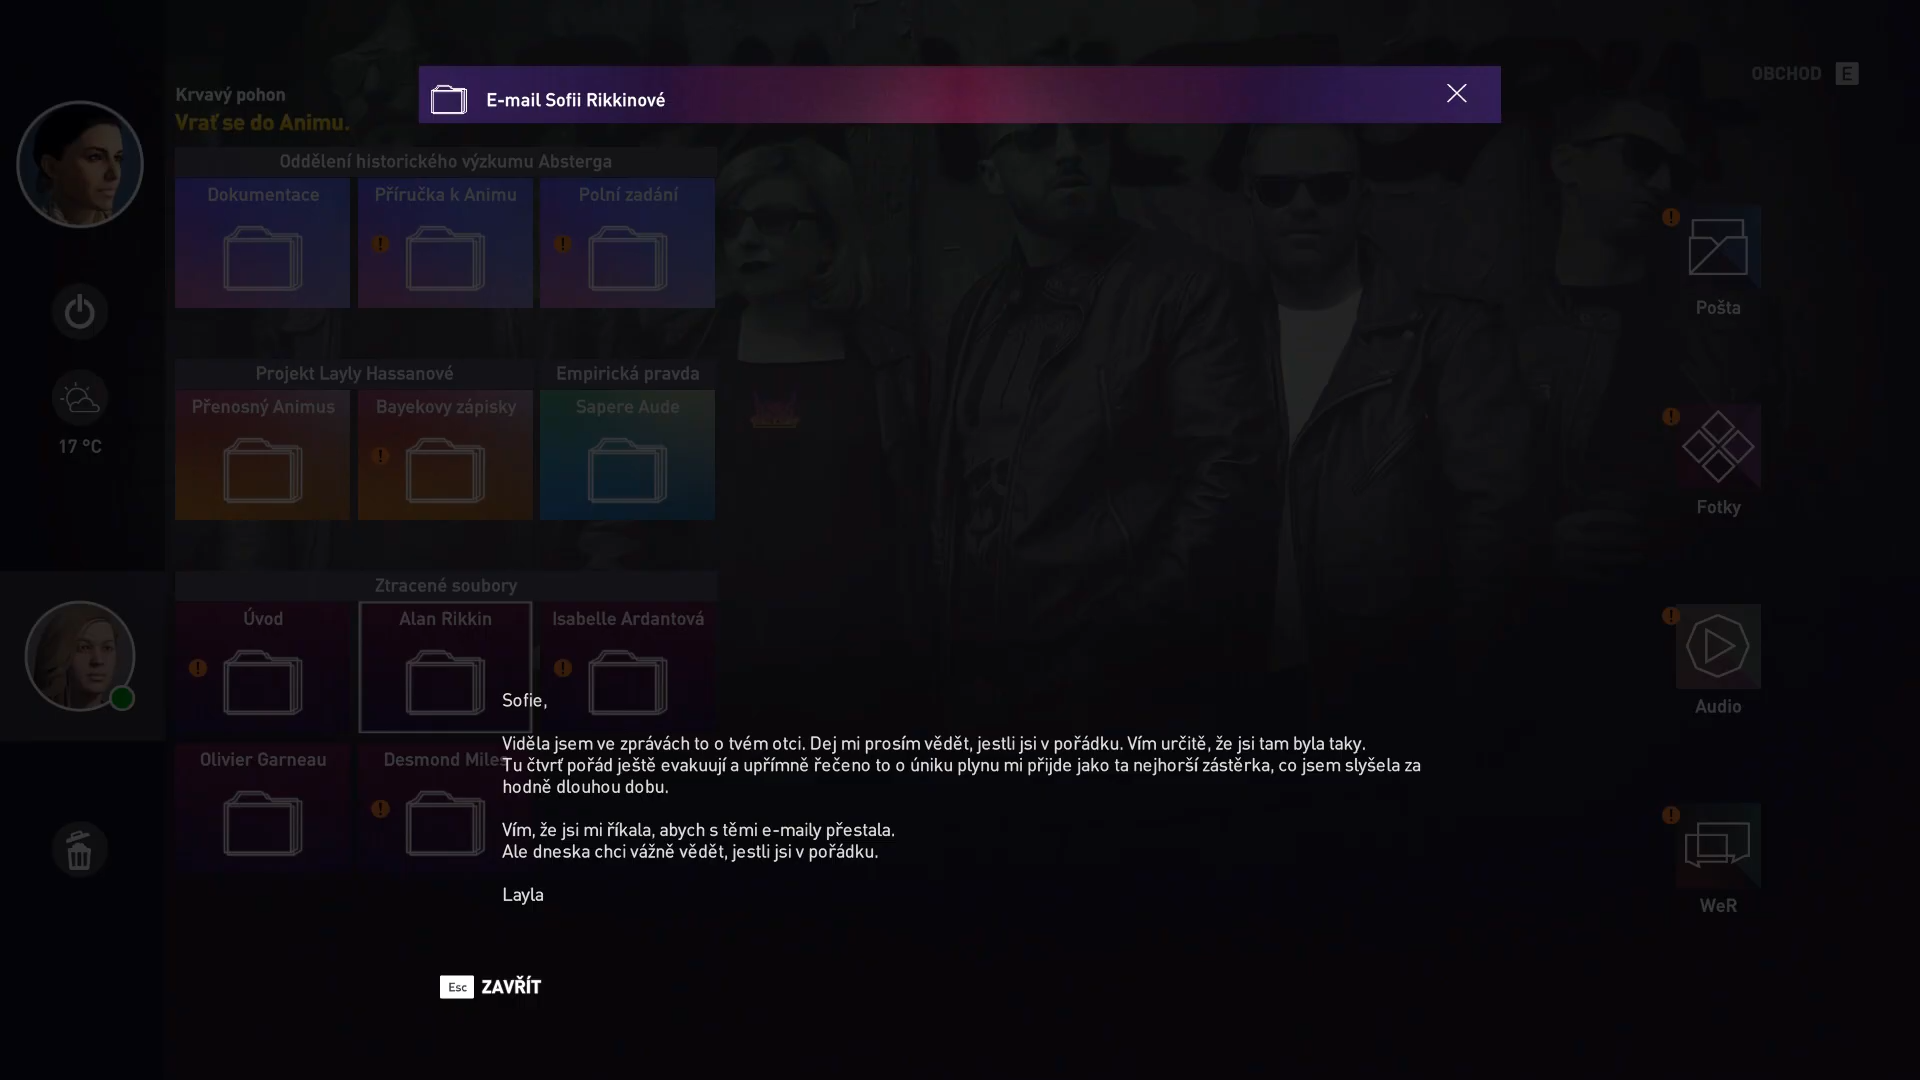 Krvavý pohon
Vrať se do Animu.
E-mail Sofii Rikkinové
OBCHOD E
Oddělení historického výzkumu Absterga
Dokumentace
Příručka k Animu
Polní zadání
Pošta
Projekt Layly Hassanové
Empirická pravda
Přenosný Animus
Bayekovy zápisky
Sapere Aude
17 °C
Fotky
Ztracené soubory
Úvod
Alan Rikkin
Isabelle Ardantová
Audio
Olivier Garneau
Desmond Miles
Sofie,
Viděla jsem ve zprávách to o tvém otci. Dej mi prosím vědět, jestli jsi v pořádku. Vím určitě, že jsi tam byla taky.
Tu čtvrť pořád ještě evakuují a upřímně řečeno to o úniku plynu mi přijde jako ta nejhorší zástěrka, co jsem slyšela za
hodně dlouhou dobu.
Vím, že jsi mi říkala, abych s těmi e-maily přestala.
Ale dneska chci vážně vědět, jestli jsi v pořádku.
Layla
WeR
Esc ZAVŘÍT